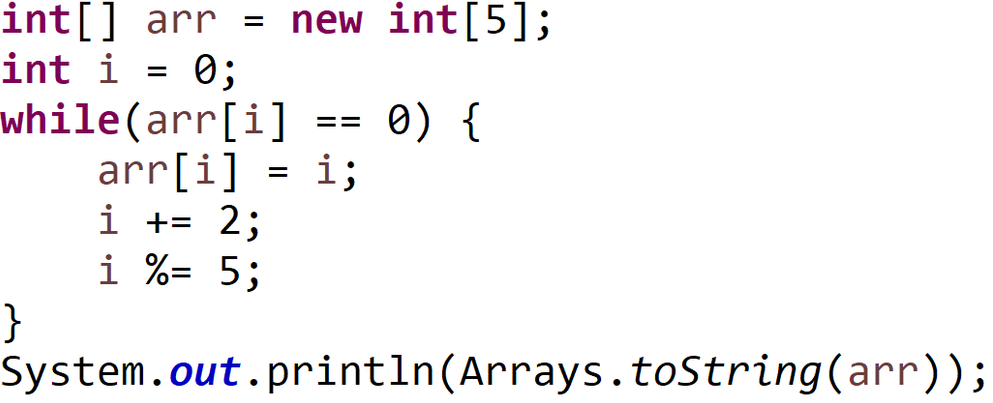 int[] arr = new int[5];
int i = 0;
while(arr[i] == 0) {
    arr[i] = i;
    i += 2;
    i %= 5;
}
System.out.println(Arrays.toString(arr));